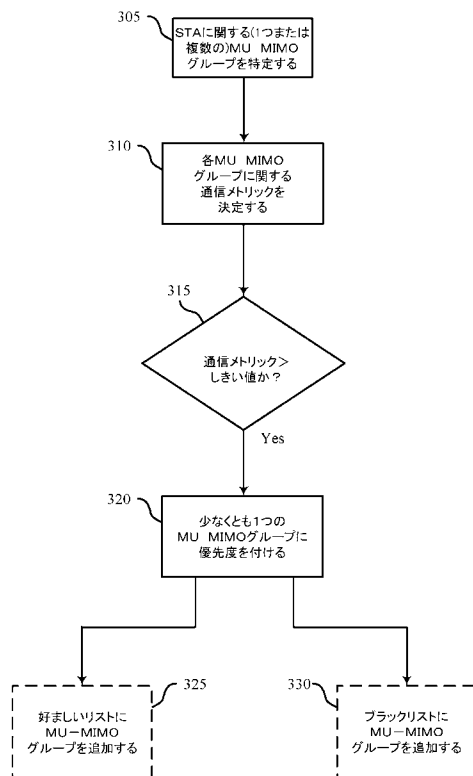 305
STAに関する(1つまたは
複数の)MU MIMO
グループを特定する
310
各MU MIMO
グループに関する
通信メトリックを
決定する
315
通信メトリック＞
しきい値か？
Yes
320
少なくとも1つの
MU MIMOグループに
優先度を付ける
325
好ましいリストに
MU－MIMO
グループを追加する
330
ブラックリストに
MU－MIMO
グループを追加する